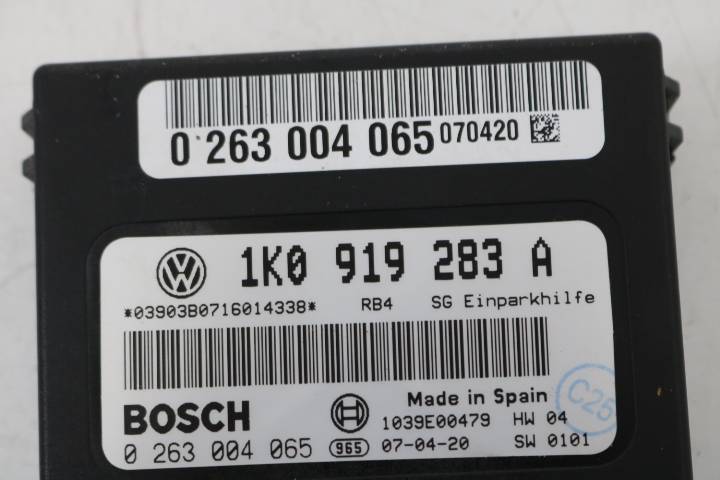 0 263 004 065 070420
1K0 919 283 A
*03903B0716014338* RB4 SG Einparkhilfe
BOSCH Made in Spain
1039E00479 HW 04
0 263 004 065 965 07-04-20 SW 0101
C25